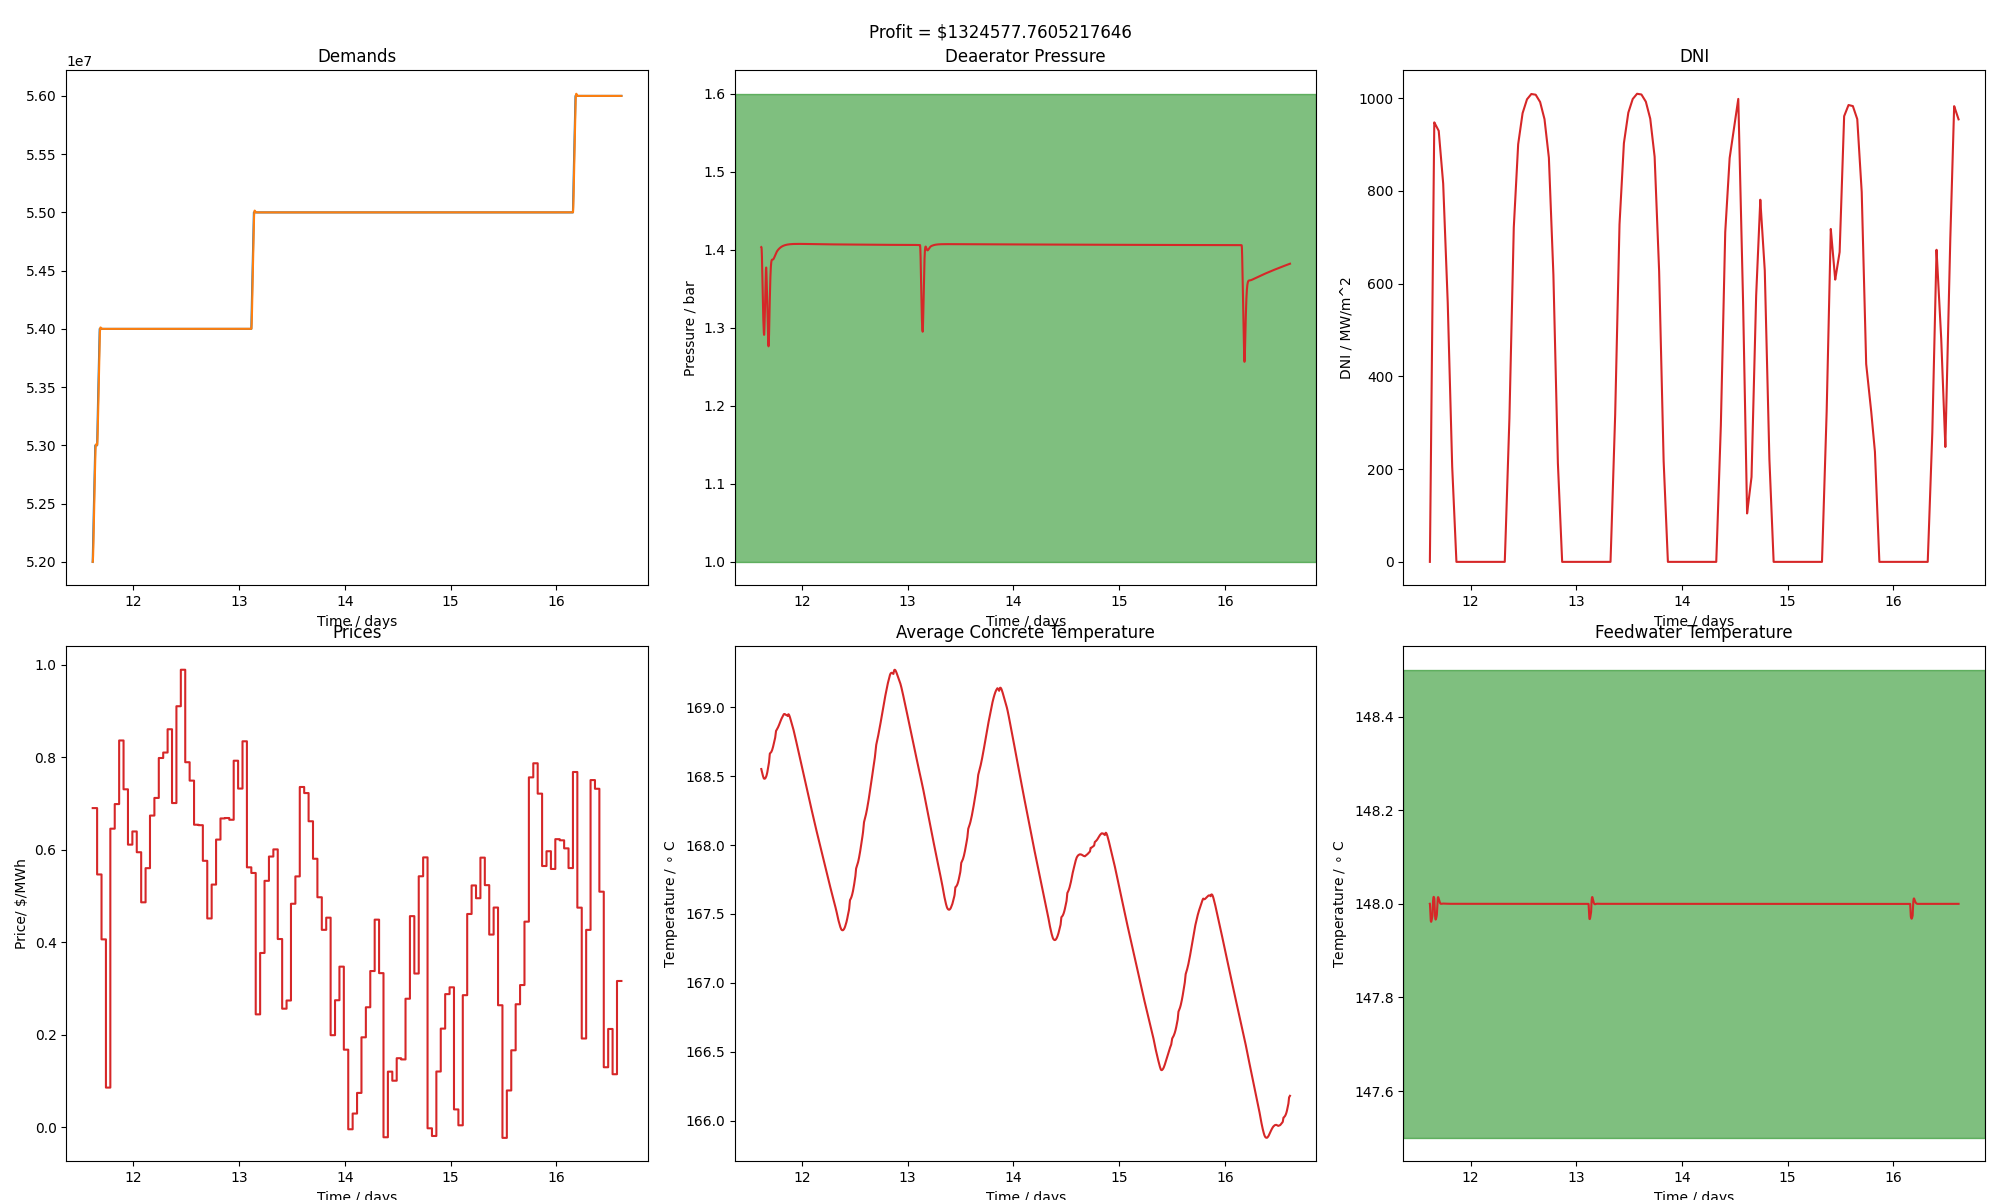 Profit = $1324577.7605217646
Demands
1e7
5.60
5.55
5.50
5.45
5.40
5.35
5.30
5.25
5.20
12 13 14 15 16
Time / days
Deaerator Pressure
Pressure / bar
1.6
1.5
1.4
1.3
1.2
1.1
1.0
12 13 14 15 16
Time / days
DNI
DNI / MW/m^2
1000
800
600
400
200
0
12 13 14 15 16
Time / days
Prices
Price/ $/MWh
1.0
0.8
0.6
0.4
0.2
0.0
12 13 14 15 16
Time / days
Average Concrete Temperature
Temperature / ∘ C
169.0
168.5
168.0
167.5
167.0
166.5
166.0
12 13 14 15 16
Time / days
Feedwater Temperature
Temperature / ∘ C
148.4
148.2
148.0
147.8
147.6
12 13 14 15 16
Time / days